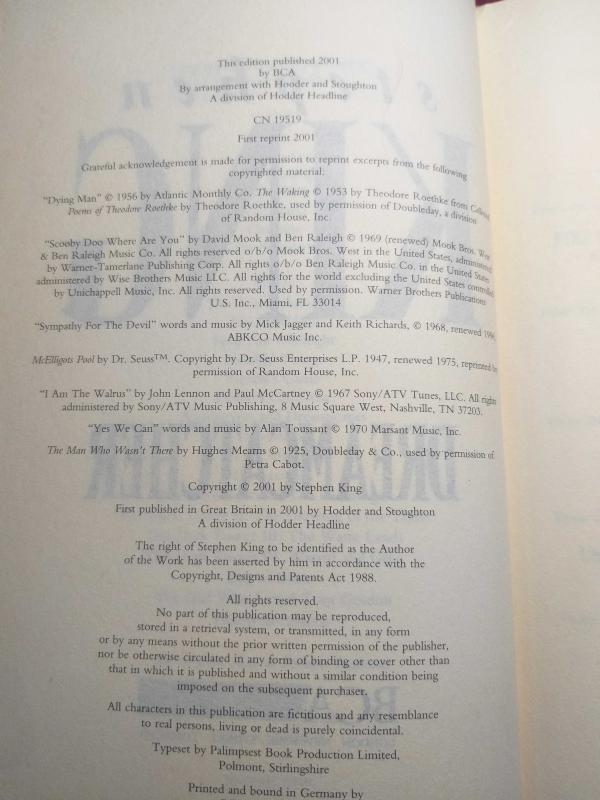 This edition published 2001
by BCA
By arrangement with Hooder and Stoughton
A division of Hodder Headline
CN 19519
First reprint 2001
Grateful acknowledgement is made for permission to reprint excerpts from the following
copyrighted material:
"Dying Man" © 1956 by Atlantic Monthly Co. The Waking © 1953 by Theodore Roethke from Collected
Poems of Theodore Roethke by Theodore Roethke, used by permission of Doubleday, a division
of Random House, Inc.
"Scooby Doo Where Are You" by David Mook and Ben Raleigh © 1969 (renewed) Mook Bros. West
& Ben Raleigh Music Co. All rights reserved o/b/o Mook Bros. West in the United States, administered
by Warner-Tamerlane Publishing Corp. All rights o/b/o Ben Raleigh Music Co. in the United States
administered by Wise Brothers Music LLC. All rights for the world excluding the United States controlled
by Unichappell Music, Inc. All rights reserved. Used by permission. Warner Brothers Publications
U.S. Inc., Miami, FL 33014
"Sympathy For The Devil" words and music by Mick Jagger and Keith Richards, © 1968, renewed 1996
ABKCO Music Inc.
McElligots Pool by Dr. Seuss™. Copyright by Dr. Seuss Enterprises L.P. 1947, renewed 1975, reprinted by
permission of Random House, Inc.
"I Am The Walrus" by John Lennon and Paul McCartney © 1967 Sony/ATV Tunes, LLC. All rights
administered by Sony/ATV Music Publishing, 8 Music Square West, Nashville, TN 37203.
"Yes We Can" words and music by Alan Toussant © 1970 Marsant Music, Inc.
The Man Who Wasn't There by Hughes Mearns © 1925, Doubleday & Co., used by permission of
Petra Cabot.
Copyright © 2001 by Stephen King
First published in Great Britain in 2001 by Hodder and Stoughton
A division of Hodder Headline
The right of Stephen King to be identified as the Author
of the Work has been asserted by him in accordance with the
Copyright, Designs and Patents Act 1988.
All rights reserved.
No part of this publication may be reproduced,
stored in a retrieval system, or transmitted, in any form
or by any means without the prior written permission of the publisher,
nor be otherwise circulated in any form of binding or cover other than
that in which it is published and without a similar condition being
imposed on the subsequent purchaser.
All characters in this publication are fictitious and any resemblance
to real persons, living or dead is purely coincidental.
Typeset by Palimpsest Book Production Limited,
Polmont, Stirlingshire
Printed and bound in Germany by